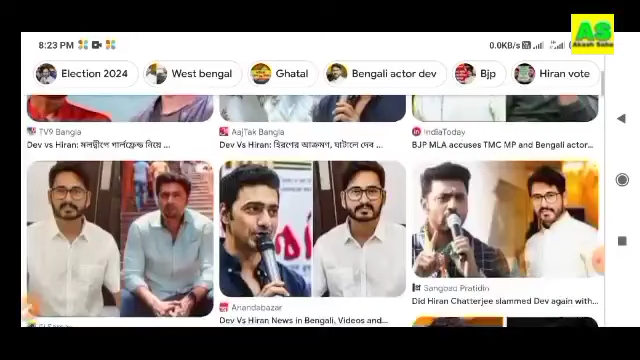 AS
Akash Saha
8:23 PM
0.0KB/s
Election 2024
West bengal
Ghatal
Bengali actor dev
Bjp
Hiran vote
TV9 Bangla
AajTak Bangla
IndiaToday
Dev vs Hiran: মলদ্বীপে গার্লফ্রেন্ড নিয়ে ...
Dev Vs Hiran: হিরণের আক্রমণ, ঘাটালে দেব ...
BJP MLA accuses TMC MP and Bengali actor...
Sangbad Pratidin
Did Hiran Chatterjee slammed Dev again with...
Anandabazar
Dev Vs Hiran News in Bengali, Videos and...